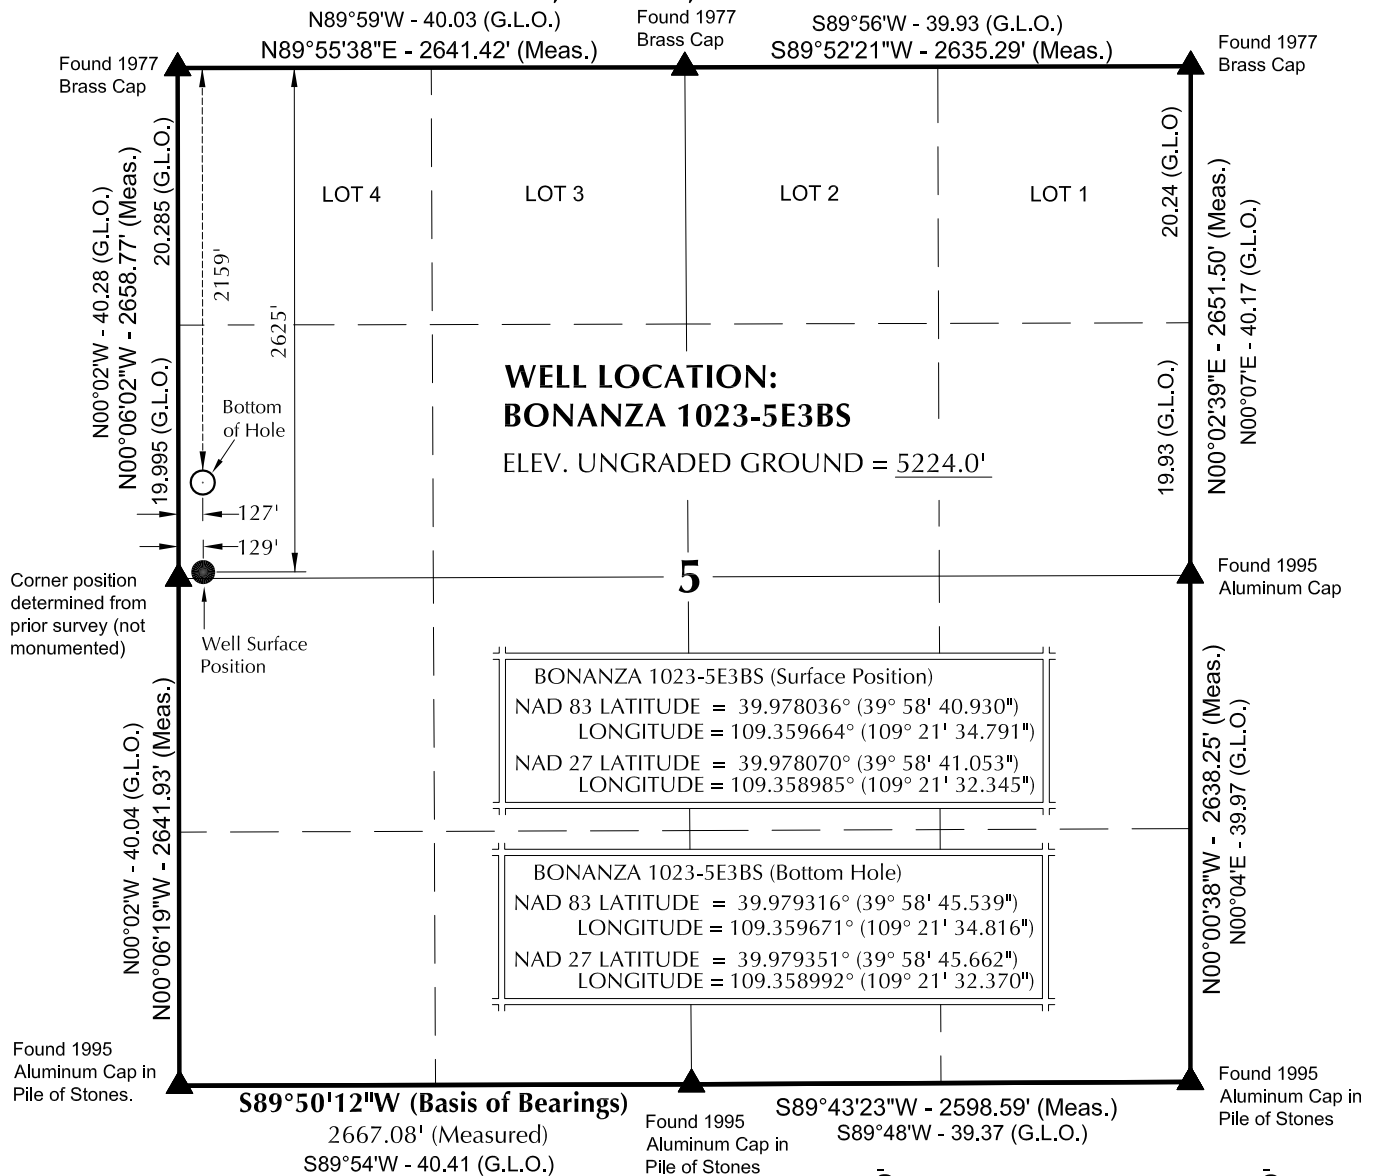 N89°59'W - 40.03 (G.L.O.)
N89°55'38"E - 2641.42' (Meas.)
Found 1977
Brass Cap
S89°56'W - 39.93 (G.L.O.)
S89°52'21"W - 2635.29' (Meas.)
Found 1977
Brass Cap
Found 1977
Brass Cap
LOT 4
LOT 3
LOT 2
LOT 1
20.285 (G.L.O.)
N00°02'W - 40.28 (G.L.O.)
N00°06'02"W - 2658.77' (Meas.)
19.995 (G.L.O.)
2159'
2625'
20.24 (G.L.O)
N00°02'39"E - 2651.50' (Meas.)
N00°07'E - 40.17 (G.L.O.)
19.93 (G.L.O.)
WELL LOCATION:
BONANZA 1023-5E3BS
ELEV. UNGRADED GROUND = 5224.0'
Bottom
of Hole
127'
129'
Corner position
determined from
prior survey (not
monumented)
Well Surface
Position
5
Found 1995
Aluminum Cap
BONANZA 1023-5E3BS (Surface Position)
NAD 83 LATITUDE = 39.978036° (39° 58' 40.930")
LONGITUDE = 109.359664° (109° 21' 34.791")
NAD 27 LATITUDE = 39.978070° (39° 58' 41.053")
LONGITUDE = 109.358985° (109° 21' 32.345")
BONANZA 1023-5E3BS (Bottom Hole)
NAD 83 LATITUDE = 39.979316° (39° 58' 45.539")
LONGITUDE = 109.359671° (109° 21' 34.816")
NAD 27 LATITUDE = 39.979351° (39° 58' 45.662")
LONGITUDE = 109.358992° (109° 21' 32.370")
N00°02'W - 40.04 (G.L.O.)
N00°06'19"W - 2641.93' (Meas.)
N00°00'38"W - 2638.25' (Meas.)
N00°04'E - 39.97 (G.L.O.)
Found 1995
Aluminum Cap in
Pile of Stones.
S89°50'12"W (Basis of Bearings)
2667.08' (Measured)
S89°54'W - 40.41 (G.L.O.)
Found 1995
Aluminum Cap in
Pile of Stones
S89°43'23"W - 2598.59' (Meas.)
S89°48'W - 39.37 (G.L.O.)
Found 1995
Aluminum Cap in
Pile of Stones